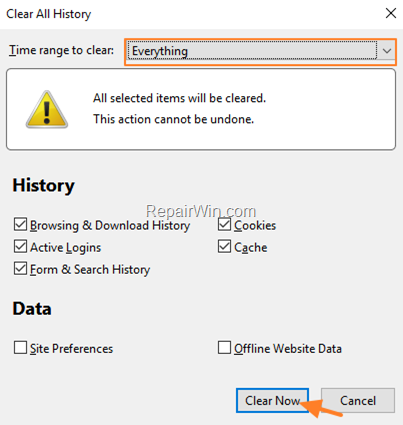 Clear All History
Time range to clear: Everything
All selected items will be cleared.
This action cannot be undone.
History
RepairWin.com
Browsing & Download History Cookies
Active Logins Cache
Form & Search History
Data
Site Preferences Offline Website Data
Clear Now Cancel